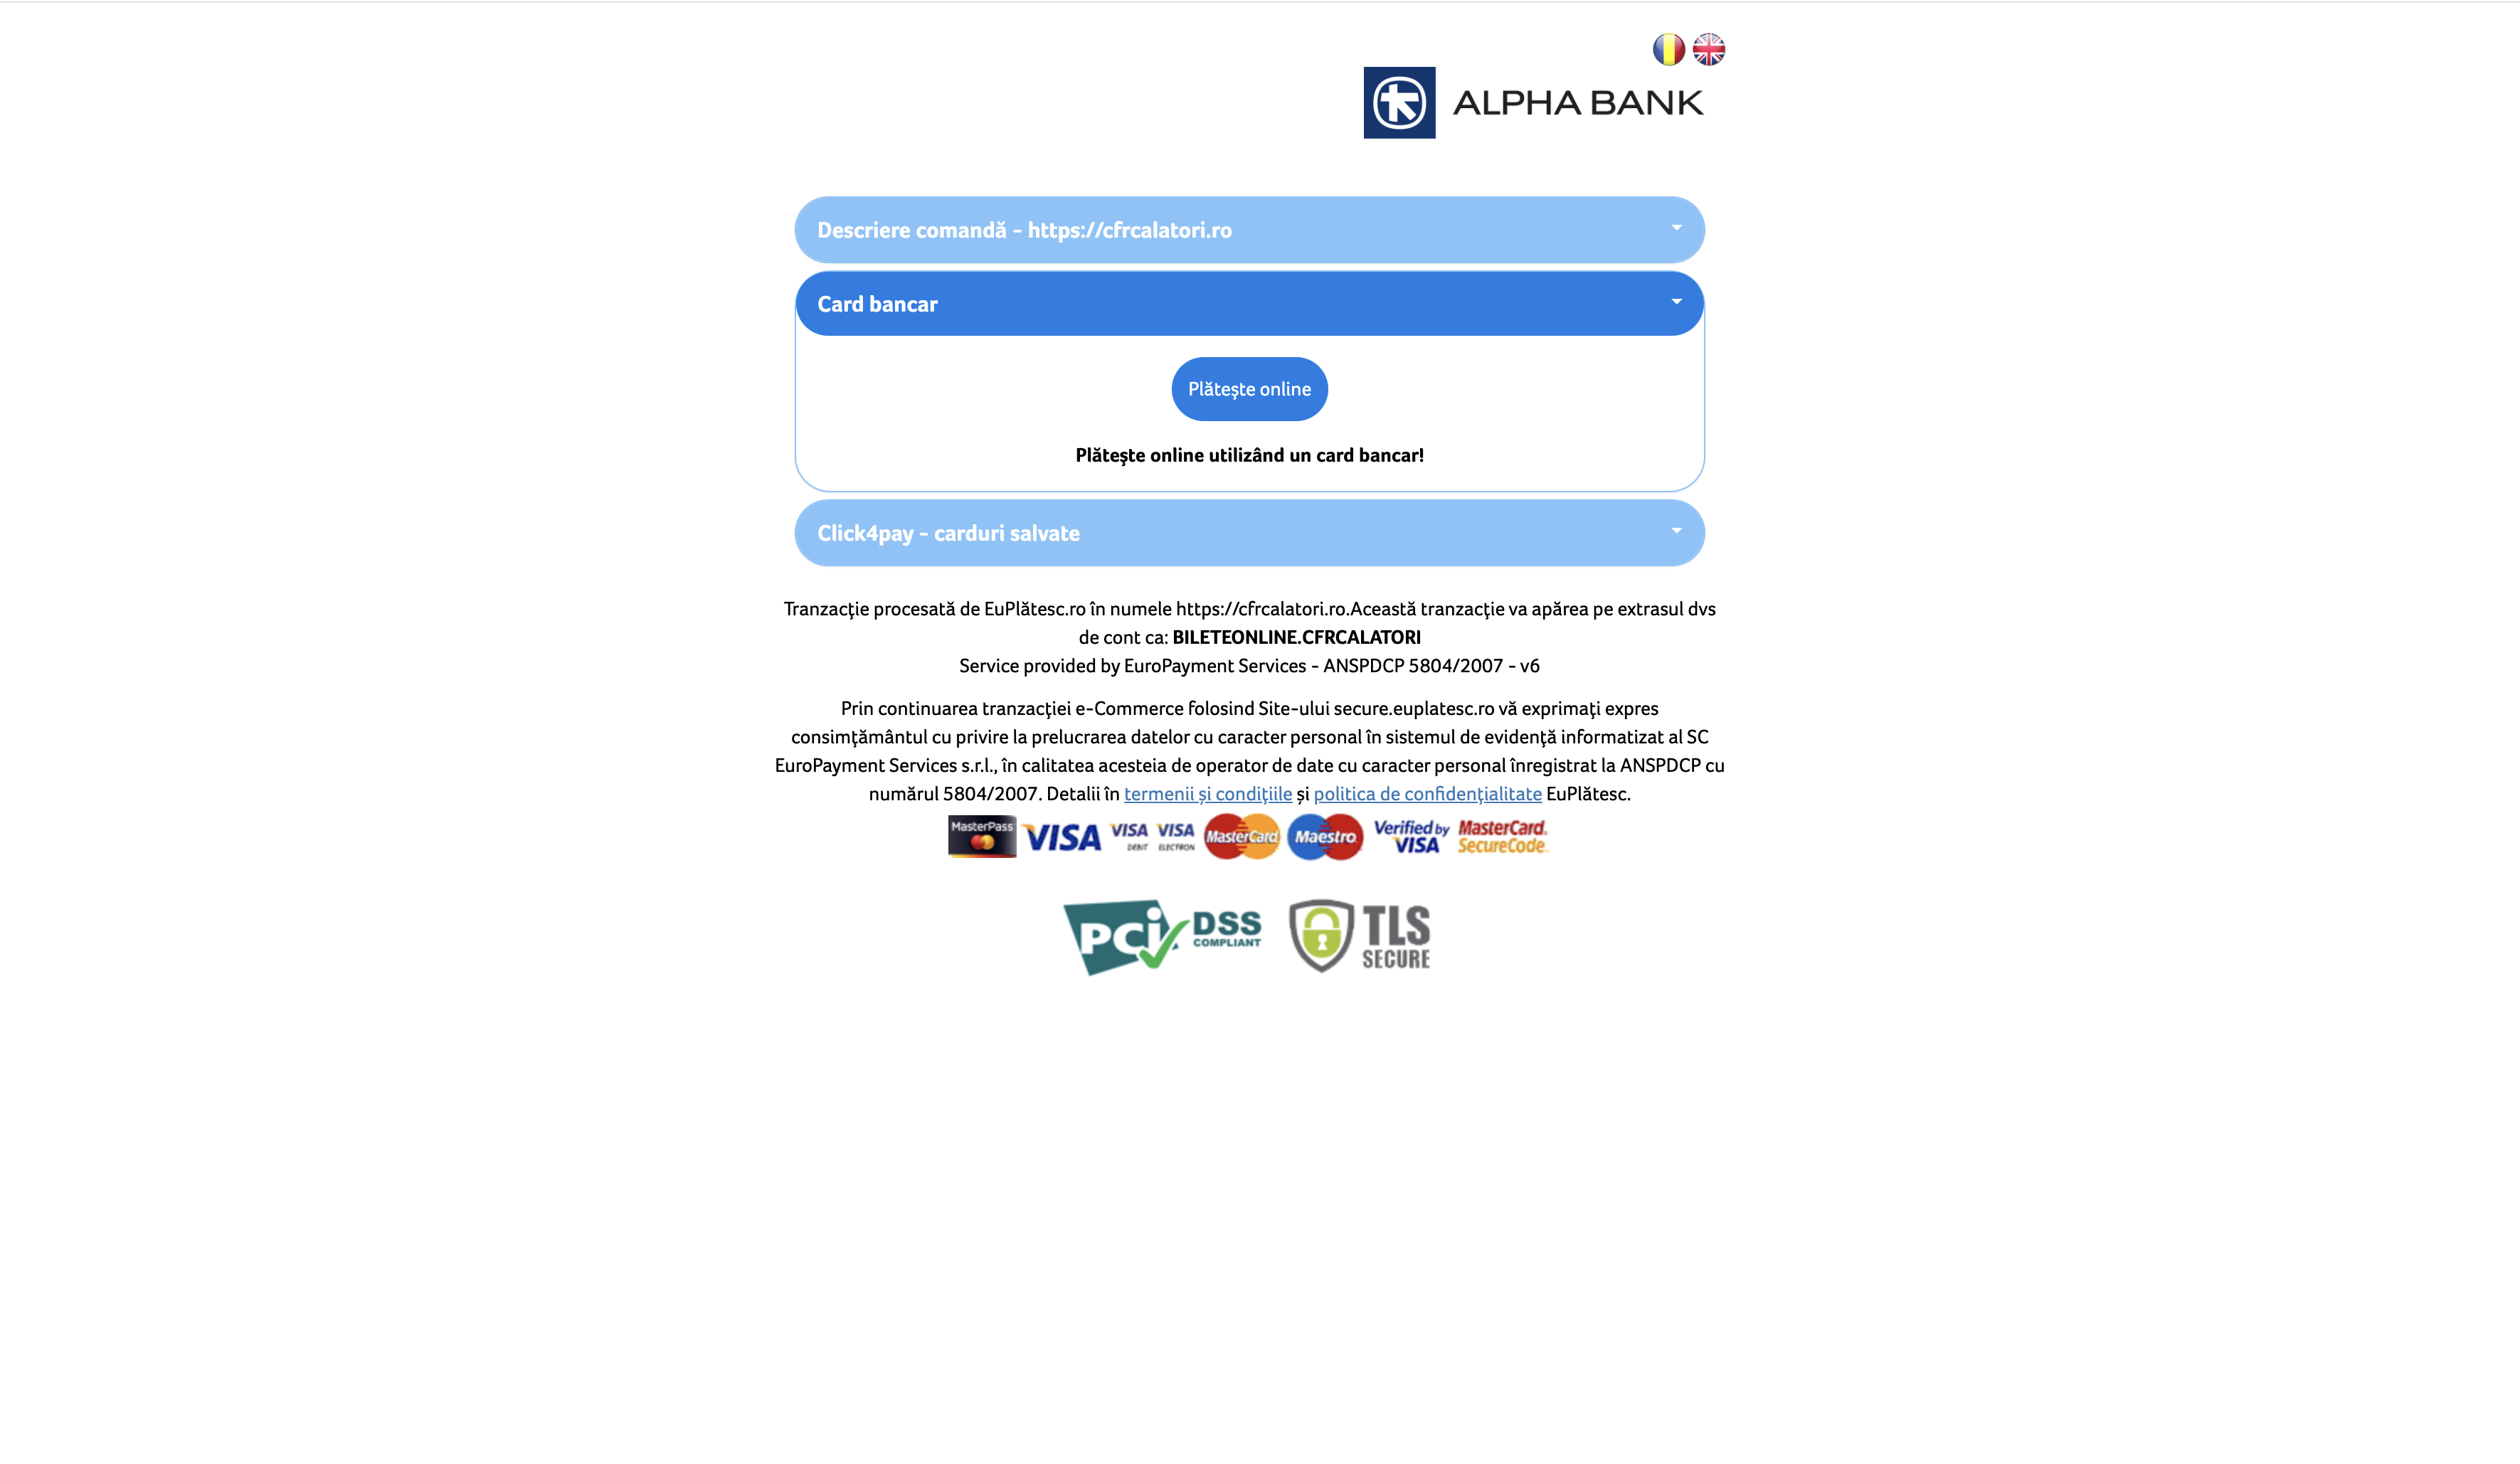 ALPHA BANK
Descriere comandă - https://cfrcalatori.ro
Card bancar
Plăteşte online
Plăteşte online utilizând un card bancar!
Click4pay - carduri salvate
Tranzacţie procesată de EuPlătesc.ro în numele https://cfrcalatori.ro.Această tranzacţie va apărea pe extrasul dvs
de cont ca: BILETEONLINE.CFRCALATORI
Service provided by EuroPayment Services - ANSPDCP 5804/2007 - v6
Prin continuarea tranzacţiei e-Commerce folosind Site-ului secure.euplatesc.ro vă exprimaţi expres
consimţământul cu privire la prelucrarea datelor cu caracter personal în sistemul de evidenţă informatizat al SC
EuroPayment Services s.r.l., în calitatea acesteia de operator de date cu caracter personal înregistrat la ANSPDCP cu
numărul 5804/2007. Detalii în termenii și condiţiile și politica de confidenţialitate EuPlătesc.
MasterPass VISA VISA DEBIT VISA ELECTRON MasterCard Maestro Verified by VISA MasterCard. SecureCode.
PCI DSS COMPLIANT TLS SECURE